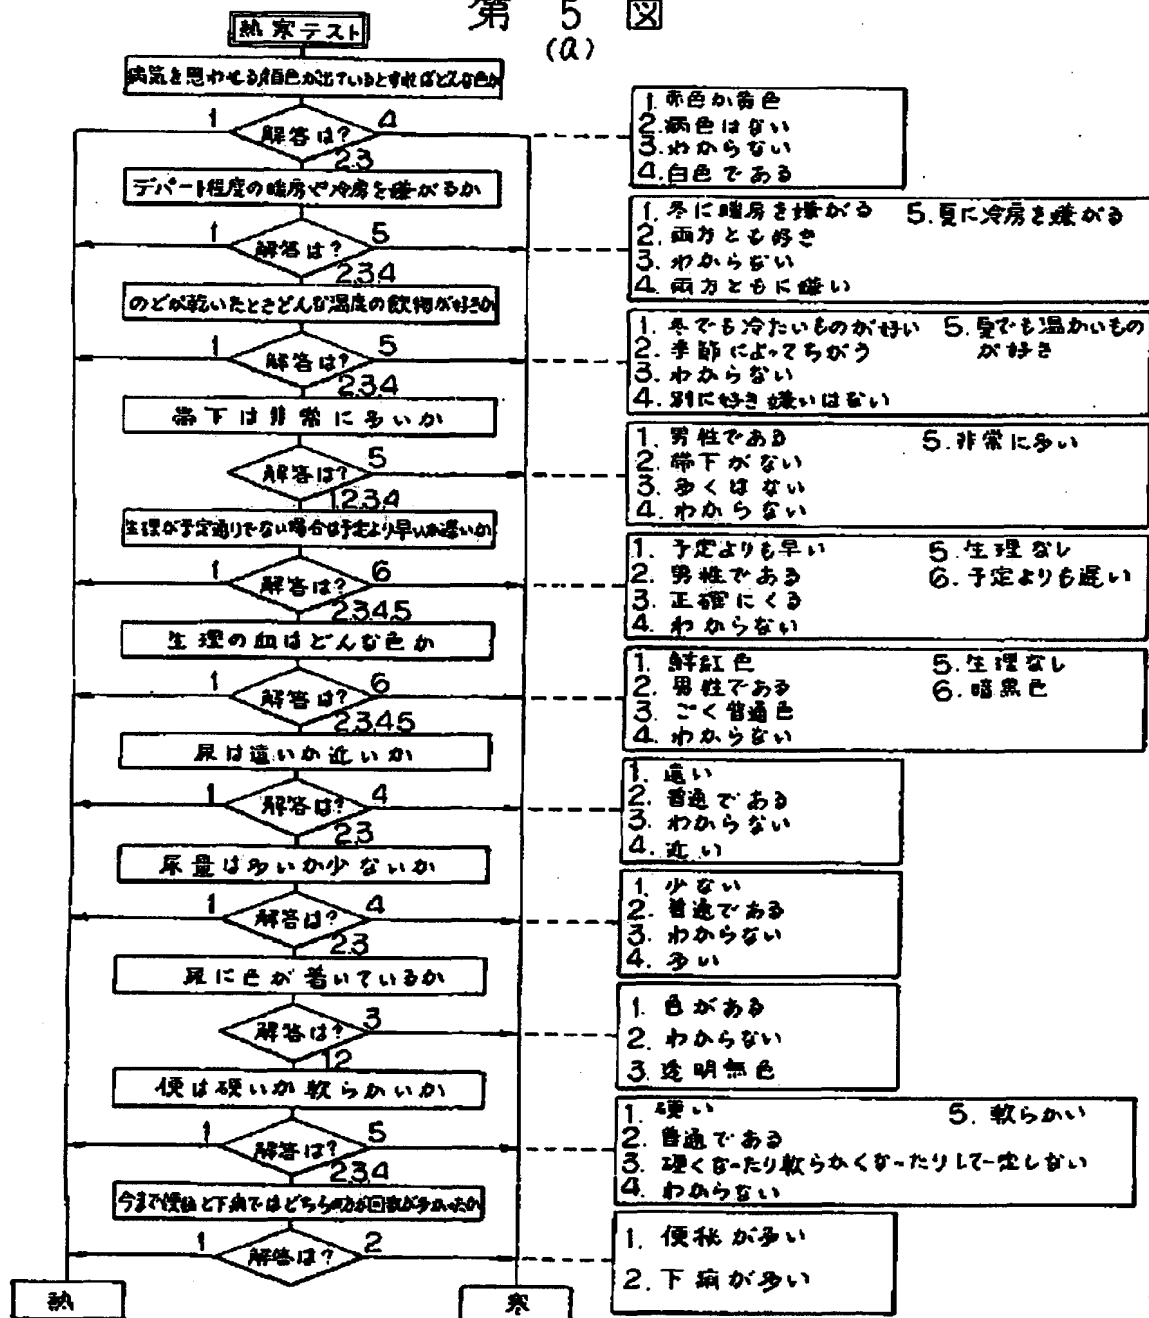 第 5 図
(a)
熱寒テスト
病気を思わせる顔色が出ているとすればどんな色か
解答は?
1
4
2.3
1. 赤色か黄色
2. 病色はない
3. わからない
4. 白色である
デパート程度の暖房や冷房を嫌がるか
解答は?
1
5
2.3.4
1. 冬に暖房を嫌がる 5. 夏に冷房を嫌がる
2. 両方とも好き
3. わからない
4. 両方ともに嫌い
のどが乾いたときどんな温度の飲物が好きか
解答は?
1
5
2.3.4
1. 冬でも冷たいものが好い 5. 夏でも温かいもの
2. 季節によってちがう が好き
3. わからない
4. 別に好き嫌いはない
帯下は非常に多いか
解答は?
5
1.2.3.4
1. 男性である 5. 非常に多い
2. 帯下がない
3. 多くはない
4. わからない
生理が予定通りでない場合は予定より早いか遅いか
解答は?
1
6
2.3.4.5
1. 予定よりも早い 5. 生理なし
2. 男性である 6. 予定よりも遅い
3. 正確にくる
4. わからない
生理の血はどんな色か
解答は?
1
6
2.3.4.5
1. 鮮紅色 5. 生理なし
2. 男性である 6. 暗黒色
3. ごく普通色
4. わからない
尿は遠いか近いか
解答は?
1
4
2.3
1. 遠い
2. 普通である
3. わからない
4. 近い
尿量は多いか少ないか
解答は?
1
4
2.3
1. 少ない
2. 普通である
3. わからない
4. 多い
尿に色が着いているか
解答は?
3
1.2
1. 色がある
2. わからない
3. 透明無色
便は硬いか軟らかいか
解答は?
1
5
2.3.4
1. 硬い 5. 軟らかい
2. 普通である
3. 硬くなったり軟らかくなったりして一定しない
4. わからない
今まで便秘と下痢ではどちらの方が回数が多かったか
解答は?
1
2
1. 便秘が多い
2. 下痢が多い
熱
寒